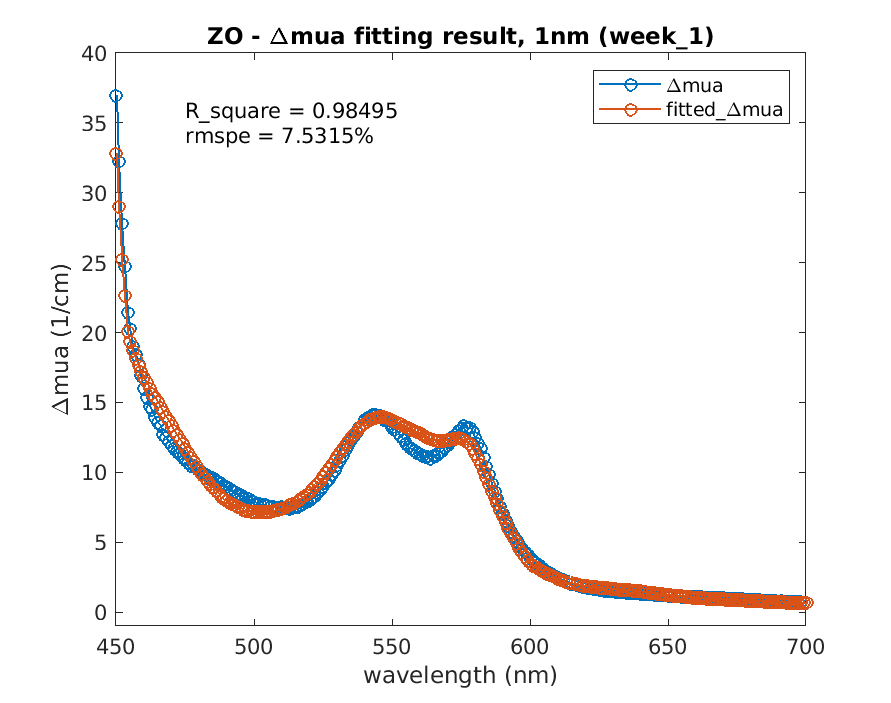 ZO - Δmua fitting result, 1nm (week_1)
R_square = 0.98495
rmspe = 7.5315%
Δmua
fitted_Δmua
40
35
30
25
20
15
10
5
0
Δmua (1/cm)
450 500 550 600 650 700
wavelength (nm)